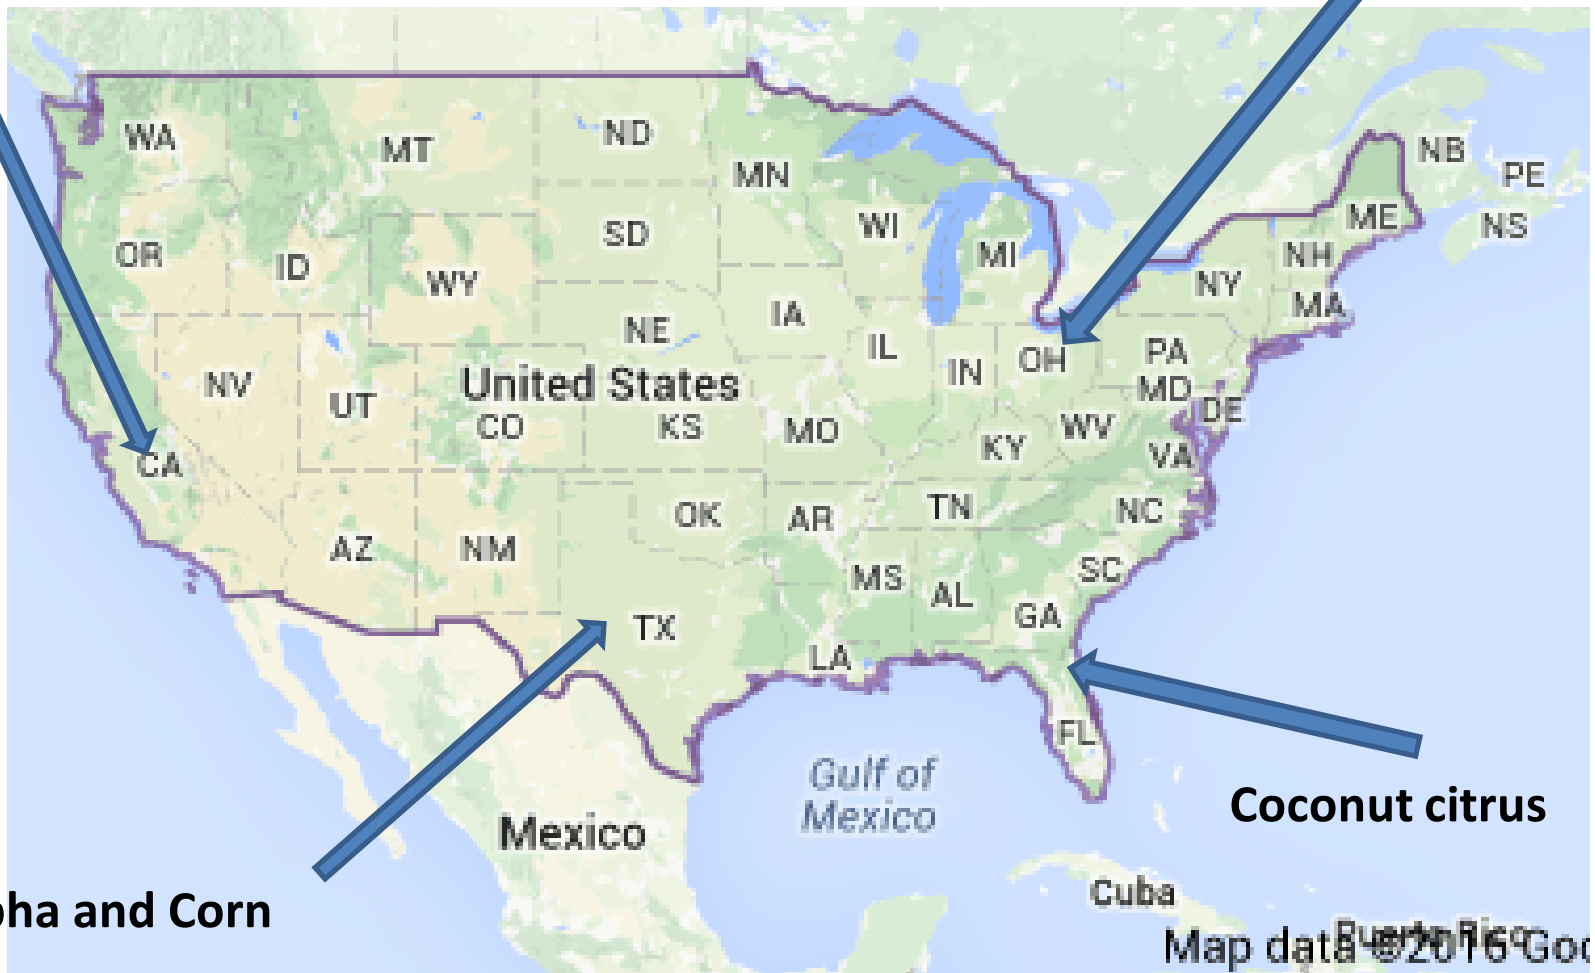 WA
MT
ND
MN
NB
PE
OR
ID
WY
SD
WI
MI
ME
NS
NH
NY
MA
NE
IA
IL
IN
OH
PA
NV
UT
United States
MD
DE
CO
KS
MO
KY
WV
VA
CA
OK
AR
TN
NC
AZ
NM
MS
AL
SC
GA
TX
LA
FL
Gulf of
Mexico
Coconut citrus
Mexico
Cuba
and Corn
Puerto Rico
Map data ©2016